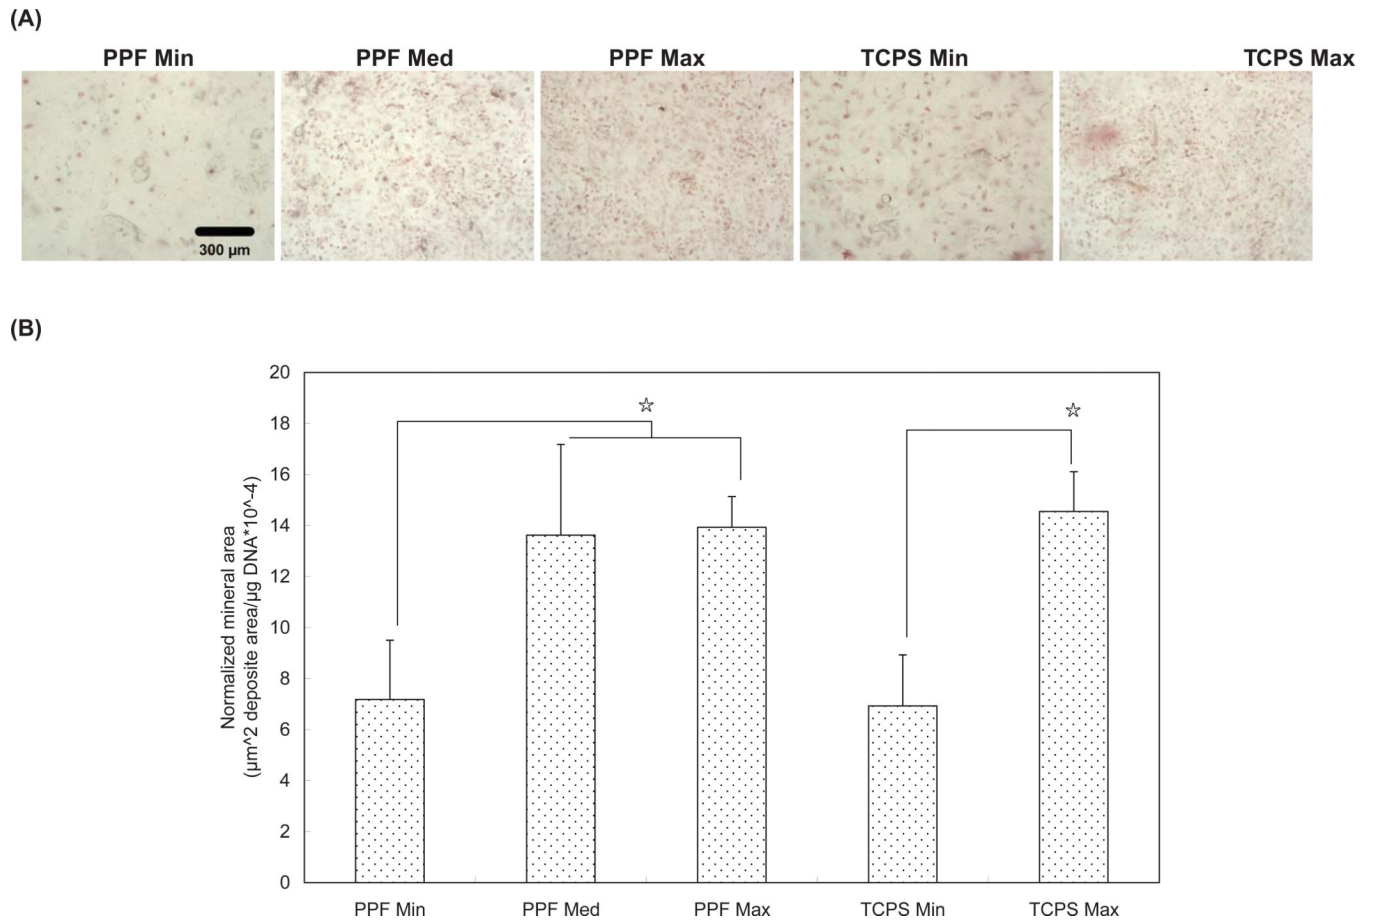 (A)
PPF Min PPF Med PPF Max TCPS Min TCPS Max
300 µm
(B)
20
18
16
14
12
10
8
6
4
2
0
Normalized mineral area
(µm^2 deposite area/µg DNA*10^-4)
PPF Min PPF Med PPF Max TCPS Min TCPS Max